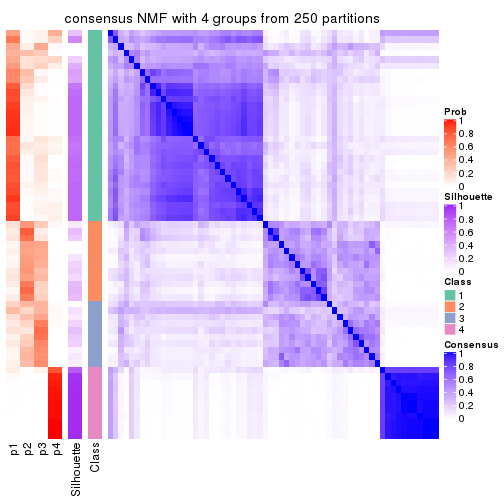 consensus NMF with 4 groups from 250 partitions
Prob
1
0.8
0.6
0.4
0.2
0
Silhouette
1
0.8
0.6
0.4
0.2
0
Class
1
2
3
4
Consensus
1
0.8
0.6
0.4
0.2
0
p1
p2
p3
p4
Silhouette
Class